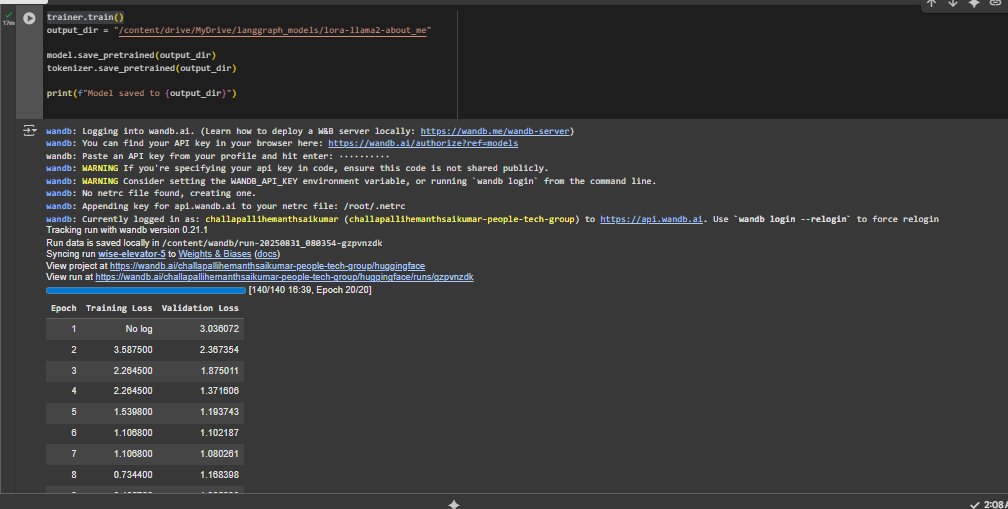 17m
trainer.train()
output_dir = "/content/drive/MyDrive/langgraph_models/lora-llama2-about_me"
model.save_pretrained(output_dir)
tokenizer.save_pretrained(output_dir)
print(f"Model saved to {output_dir}")
wandb: Logging into wandb.ai. (Learn how to deploy a W&B server locally: https://wandb.me/wandb-server)
wandb: You can find your API key in your browser here: https://wandb.ai/authorize?ref=models
wandb: Paste an API key from your profile and hit enter: ··········
wandb: WARNING If you're specifying your api key in code, ensure this code is not shared publicly.
wandb: WARNING Consider setting the WANDB_API_KEY environment variable, or running `wandb login` from the command line.
wandb: No netrc file found, creating one.
wandb: Appending key for api.wandb.ai to your netrc file: /root/.netrc
wandb: Currently logged in as: challapallihemanthsaikumar (challapallihemanthsaikumar-people-tech-group) to https://api.wandb.ai. Use `wandb login --relogin` to force relogin
Tracking run with wandb version 0.21.1
Run data is saved locally in /content/wandb/run-20250831_080354-gzpvnzdk
Syncing run wise-elevator-5 to Weights & Biases (docs)
View project at https://wandb.ai/challapallihemanthsaikumar-people-tech-group/huggingface
View run at https://wandb.ai/challapallihemanthsaikumar-people-tech-group/huggingface/runs/gzpvnzdk
[140/140 16:39, Epoch 20/20]
Epoch Training Loss Validation Loss
1 No log 3.036072
2 3.587500 2.367354
3 2.264500 1.875011
4 2.264500 1.371606
5 1.539800 1.193743
6 1.106800 1.102187
7 1.106800 1.080261
8 0.734400 1.168398
2:08